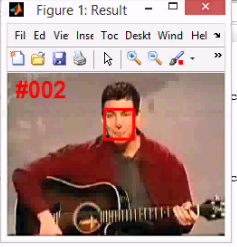 Figure 1: Result
Fil Ed Vie Inse Toc Deskt Wind Hel
#002